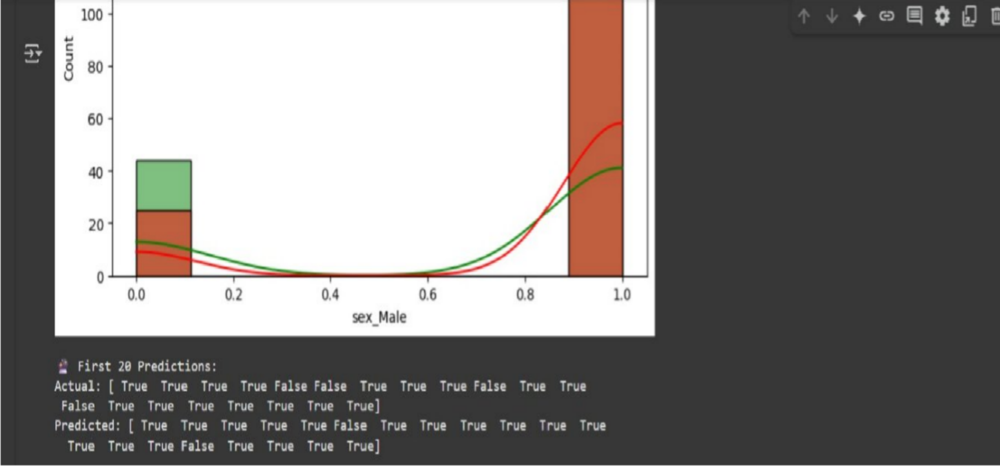 100
80
60
40
20
0
Count
0.0 0.2 0.4 0.6 0.8 1.0
sex_Male
First 20 Predictions:
Actual: [ True True True True False False True True True False True True
False True True True True True True True]
Predicted: [ True True True True True False True True True True True True
True True True False True True True True]